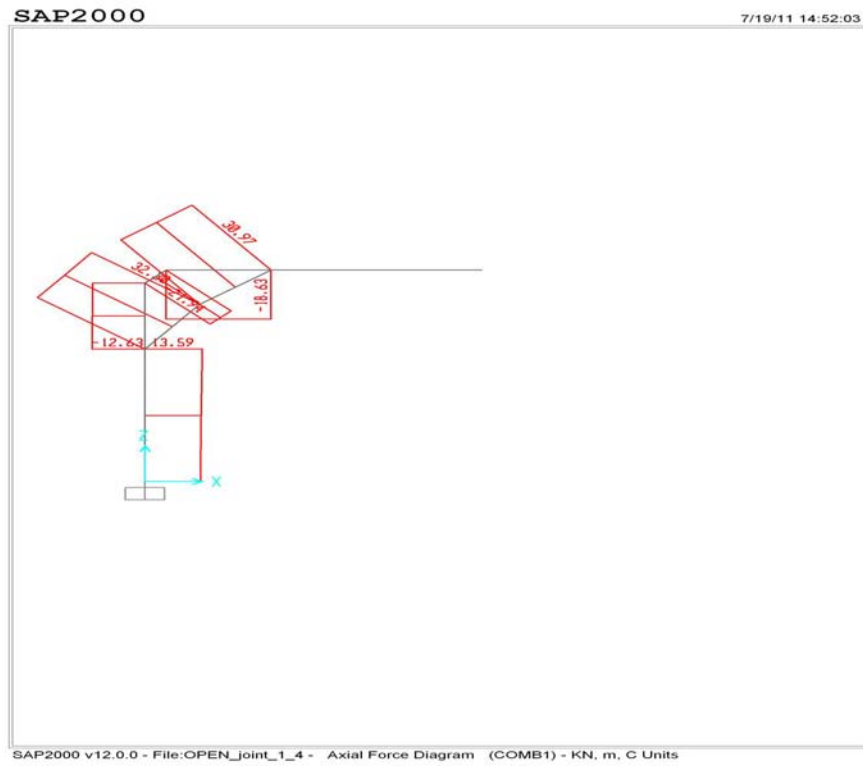 SAP2000
7/19/11 14:52:03
30.97
-18.63
-12.63
13.59
Z
X
SAP2000 v12.0.0 - File:OPEN_joint_1_4 - Axial Force Diagram (COMB1) - KN, m, C Units